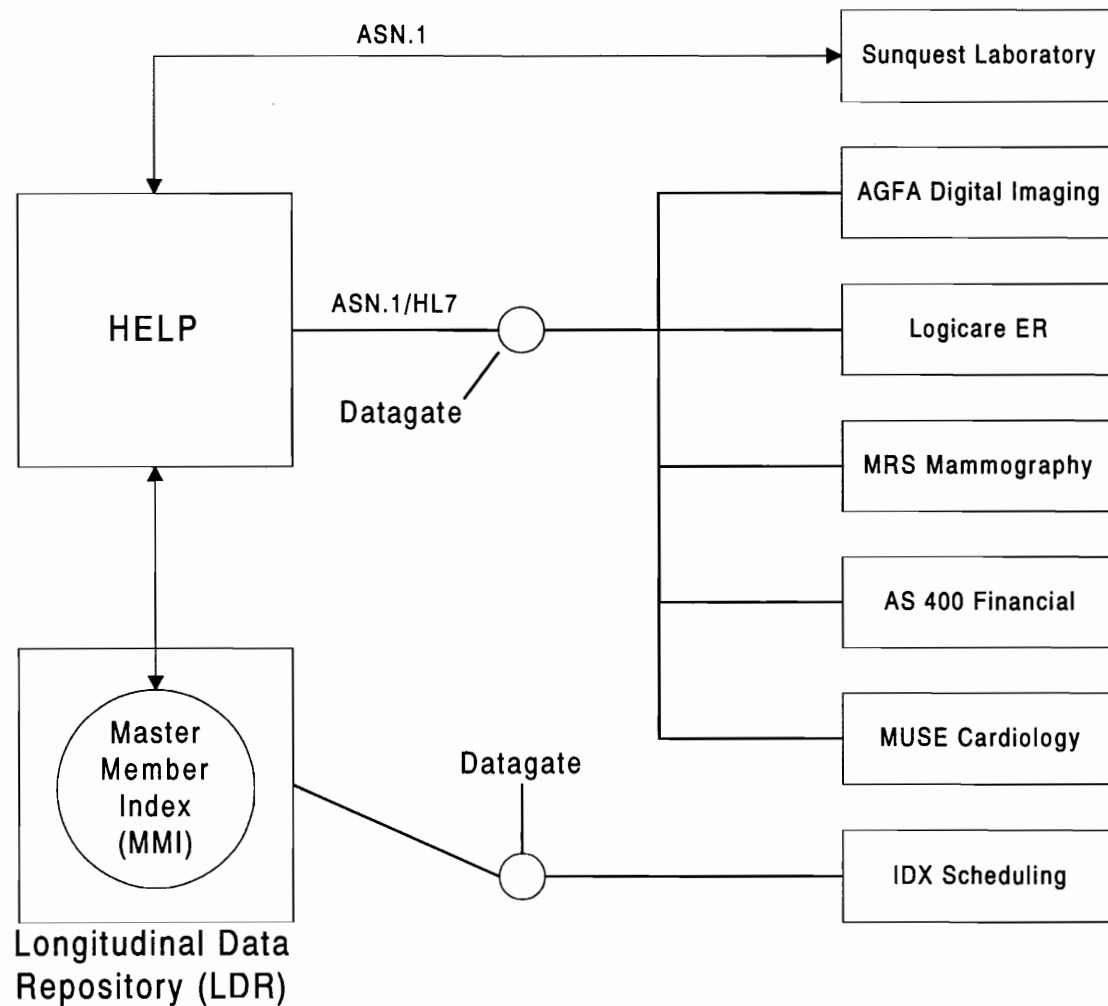 ASN.1
Sunquest Laboratory
AGFA Digital Imaging
HELP
ASN.1/HL7
Datagate
Logicare ER
MRS Mammography
AS 400 Financial
MUSE Cardiology
Master
Member
Index
(MMI)
Datagate
IDX Scheduling
Longitudinal Data
Repository (LDR)